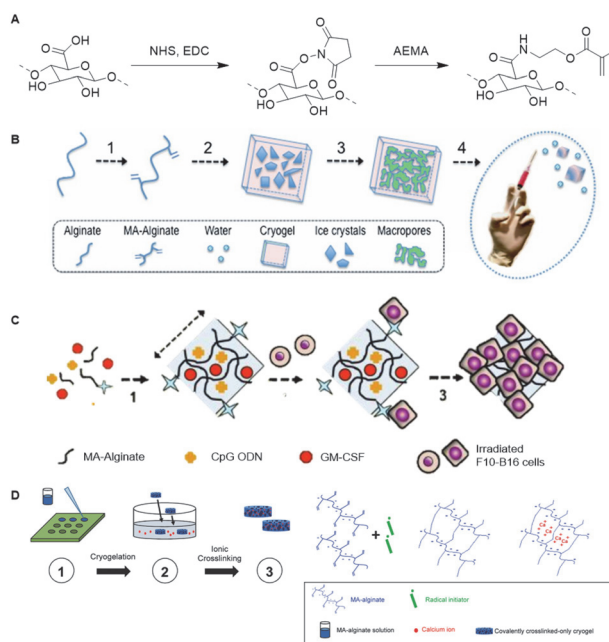 A
OH
O
HO
OH
NHS, EDC
O
N
O
O
O
HO
OH
AEMA
O
HN
O
O
HO
OH
B
1
2
3
4
Alginate
MA-Alginate
Water
Cryogel
Ice crystals
Macropores
C
1
3
MA-Alginate
CpG ODN
GM-CSF
Irradiated
F10-B16 cells
D
Cryogelation
Ionic
Crosslinking
1
2
3
+
MA-alginate
Radical initiator
MA-alginate solution
Calcium ion
Covalently crosslinked-only cryogel